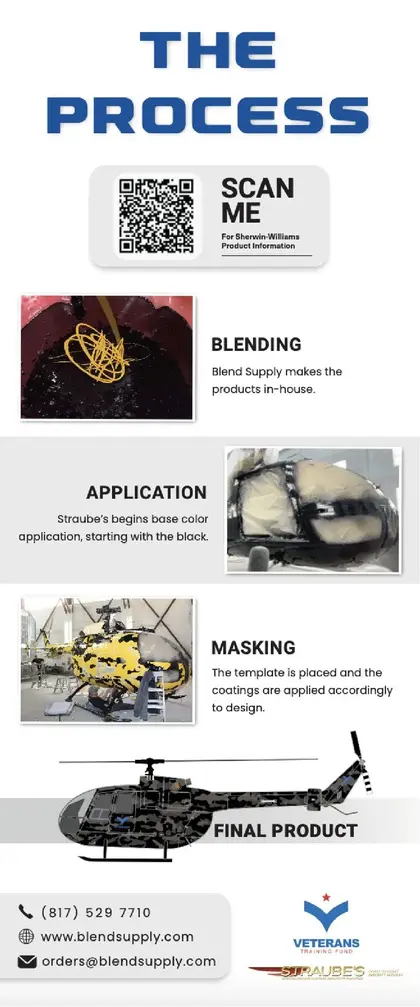 THE
PROCESS
SCAN
ME
For Sherwin-Williams
Product Information
BLENDING
Blend Supply makes the
products in-house.
APPLICATION
Straube's begins base color
application, starting with the black.
MASKING
The template is placed and the
coatings are applied accordingly
to design.
FINAL PRODUCT
(817) 529 7710
www.blendsupply.com
orders@blendsupply.com
VETERANS
TRAINING FUND
STRAUBE'S